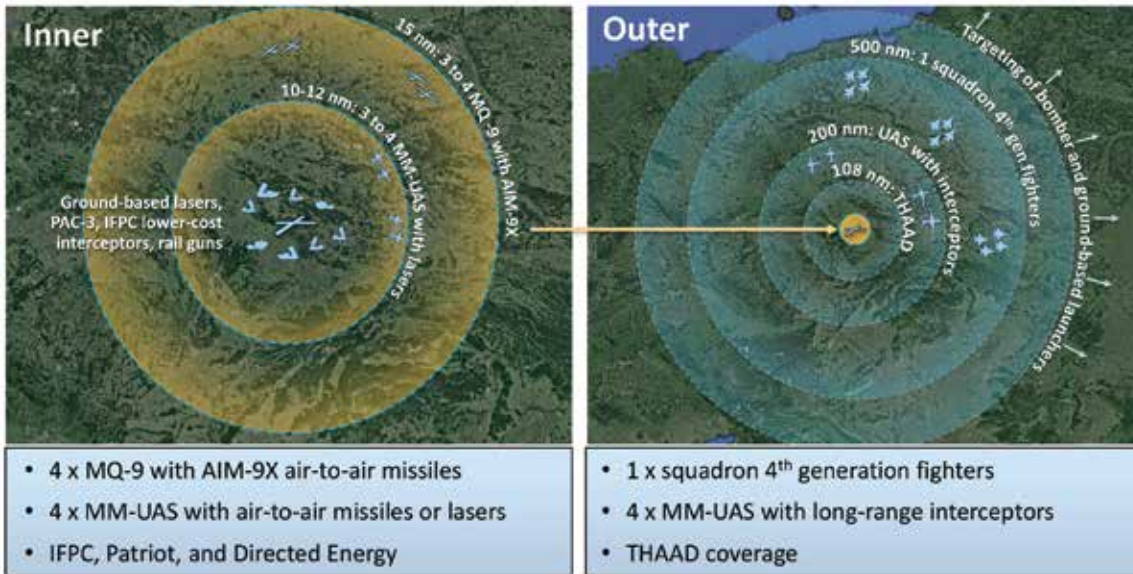 Inner
15 nm: 3 to 4 MQ-9 with AIM-9X
10-12 nm: 3 to 4 MM-UAS with lasers
Ground-based lasers,
PAC-3, IFPC lower-cost
interceptors, rail guns
Outer
Targeting of bomber and ground-based launchers
500 nm: 1 squadron 4th gen fighters
200 nm: UAS with interceptors
108 nm: THAAD
• 4 x MQ-9 with AIM-9X air-to-air missiles
• 4 x MM-UAS with air-to-air missiles or lasers
• IFPC, Patriot, and Directed Energy
• 1 x squadron 4th generation fighters
• 4 x MM-UAS with long-range interceptors
• THAAD coverage